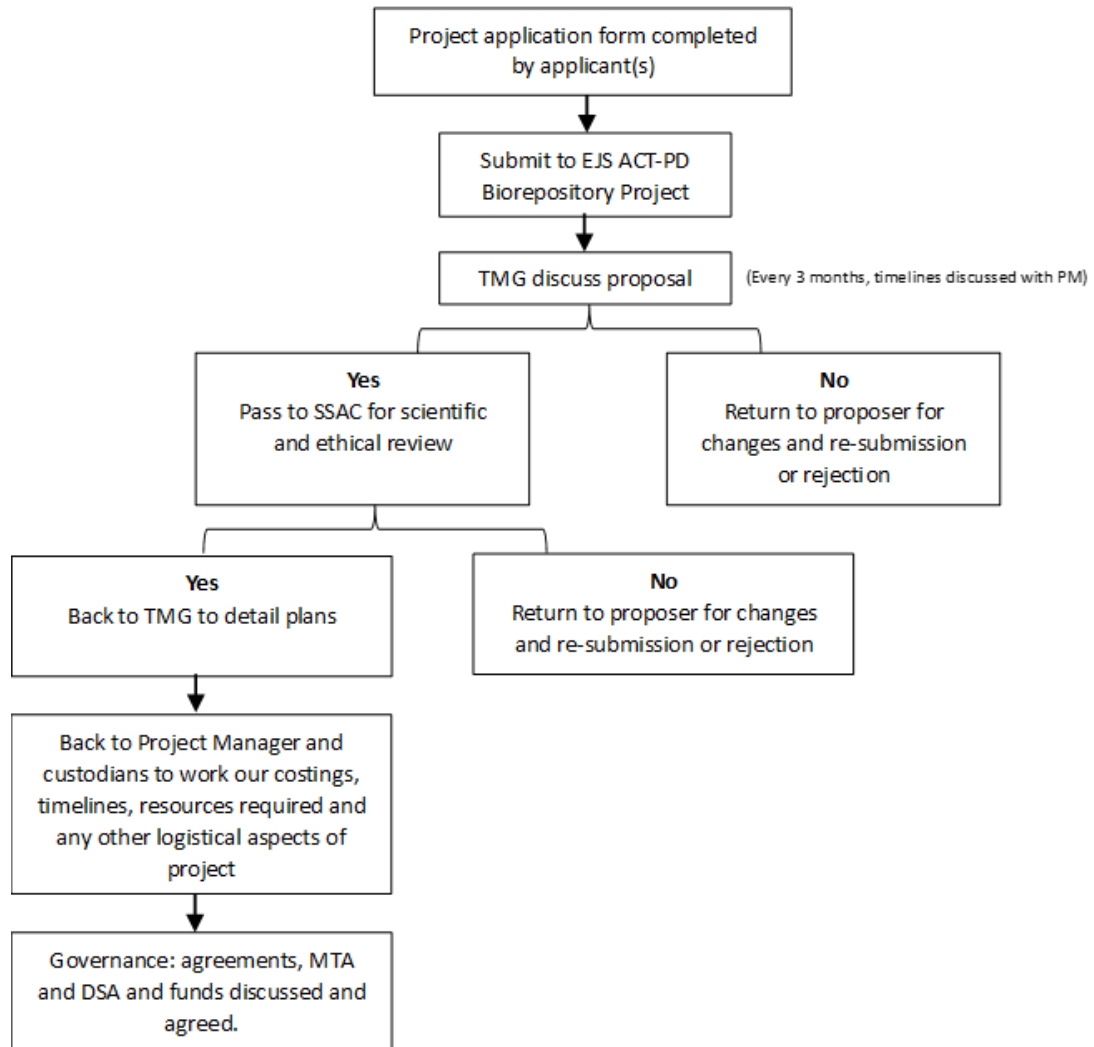 Project application form completed
by applicant(s)
Submit to EJS ACT-PD
Biorepository Project
TMG discuss proposal
(Every 3 months, timelines discussed with PM)
Yes
Pass to SSAC for scientific
and ethical review
No
Return to proposer for
changes and re-submission
or rejection
Yes
Back to TMG to detail plans
No
Return to proposer for changes
and re-submission or rejection
Back to Project Manager and
custodians to work our costings,
timelines, resources required and
any other logistical aspects of
project
Governance: agreements, MTA
and DSA and funds discussed and
agreed.